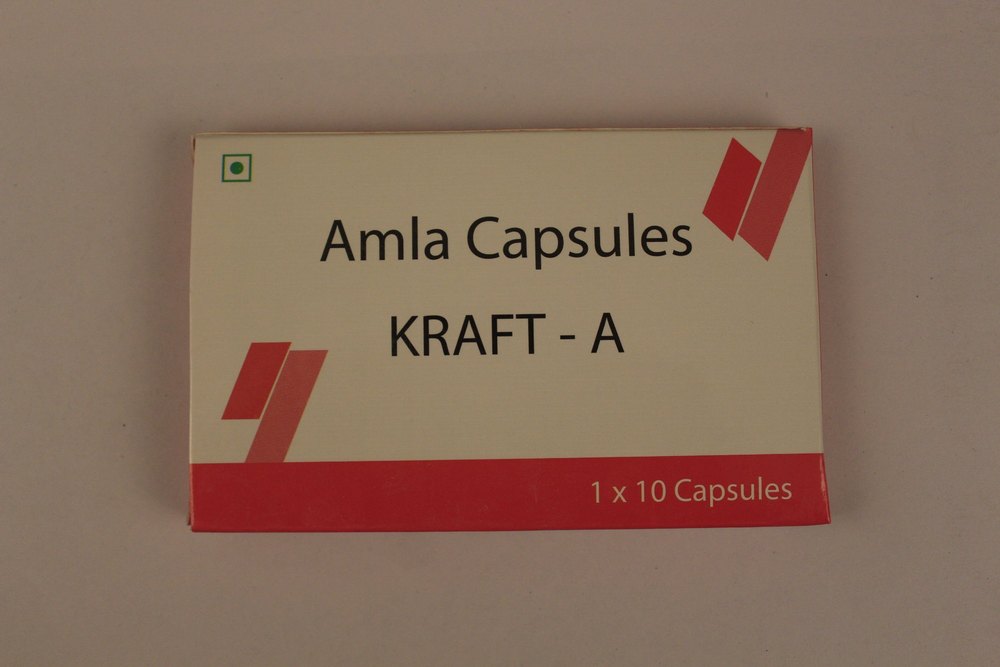 Amla Capsules
KRAFT - A
1 x 10 Capsules